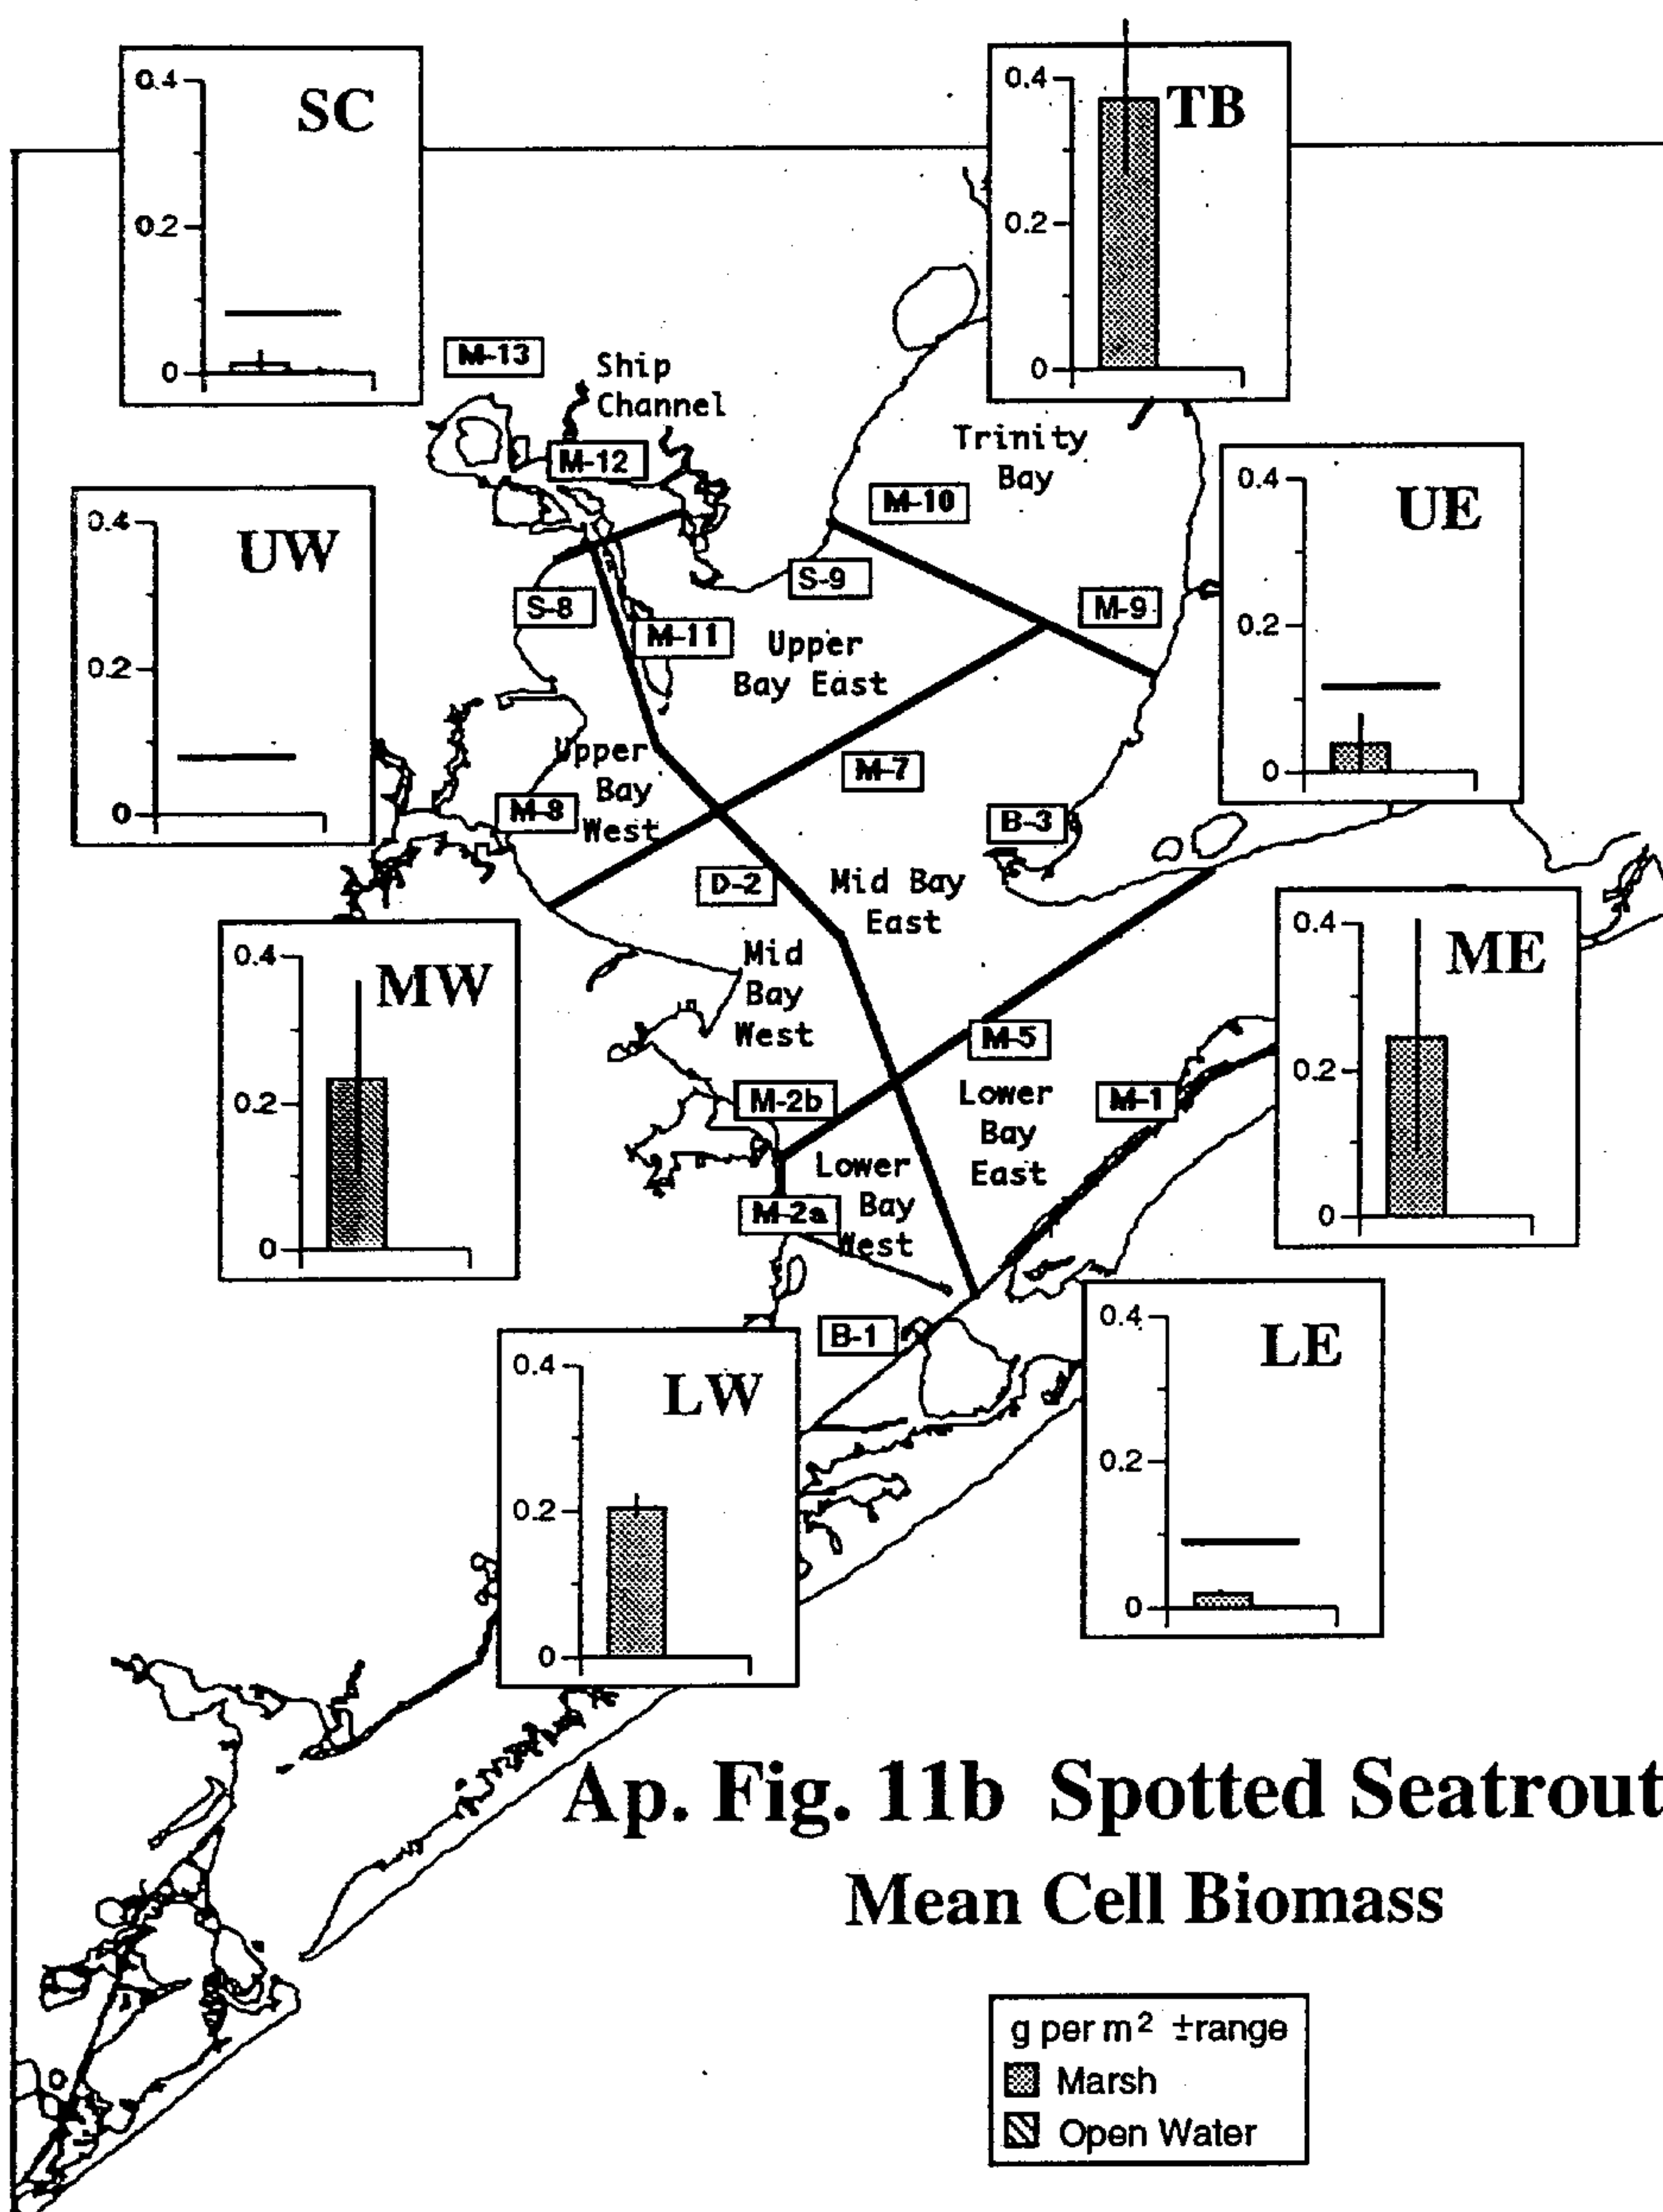 0.4
SC
0.2
0
0.4
TB
0.2
0
M-13
Ship
Channel
M-12
Trinity
Bay
M-10
0.4
UE
0.2
0
0.4
UW
0.2
0
S-9
S-8
M-9
M-11
Upper
Bay East
Upper
Bay
West
M-7
M-8
B-3
D-2
Mid Bay
East
0.4
MW
0.2
0
Mid
Bay
West
0.4
ME
0.2
0
M-5
M-2b
Lower
Bay
East
M-1
Lower
Bay
West
M-2a
B-1
0.4
LE
0.2
0
0.4
LW
0.2
0
Ap. Fig. 11b Spotted Seatrout
Mean Cell Biomass
g per m² ±range
Marsh
Open Water